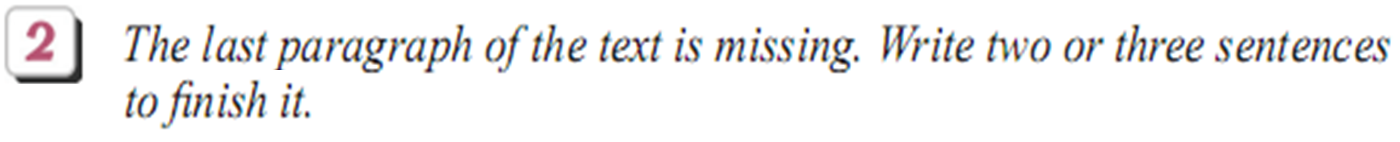 2 The last paragraph of the text is missing. Write two or three sentences
to finish it.